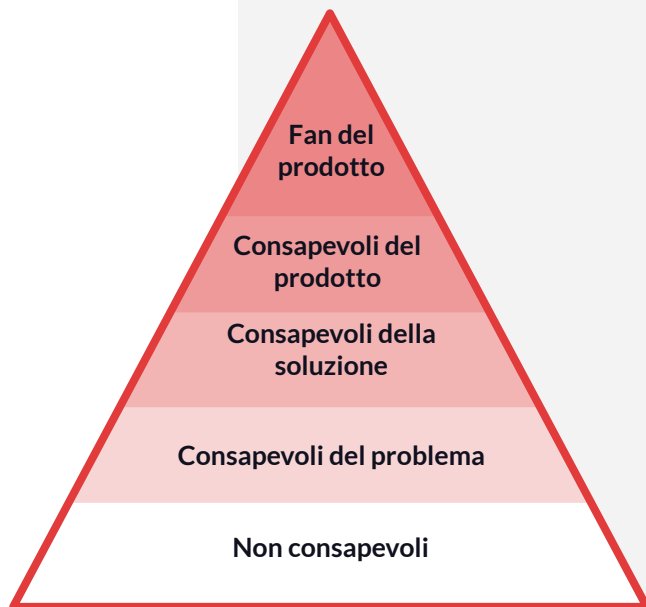 Fan del
prodotto
Consapevoli del
prodotto
Consapevoli della
soluzione
Consapevoli del problema
Non consapevoli